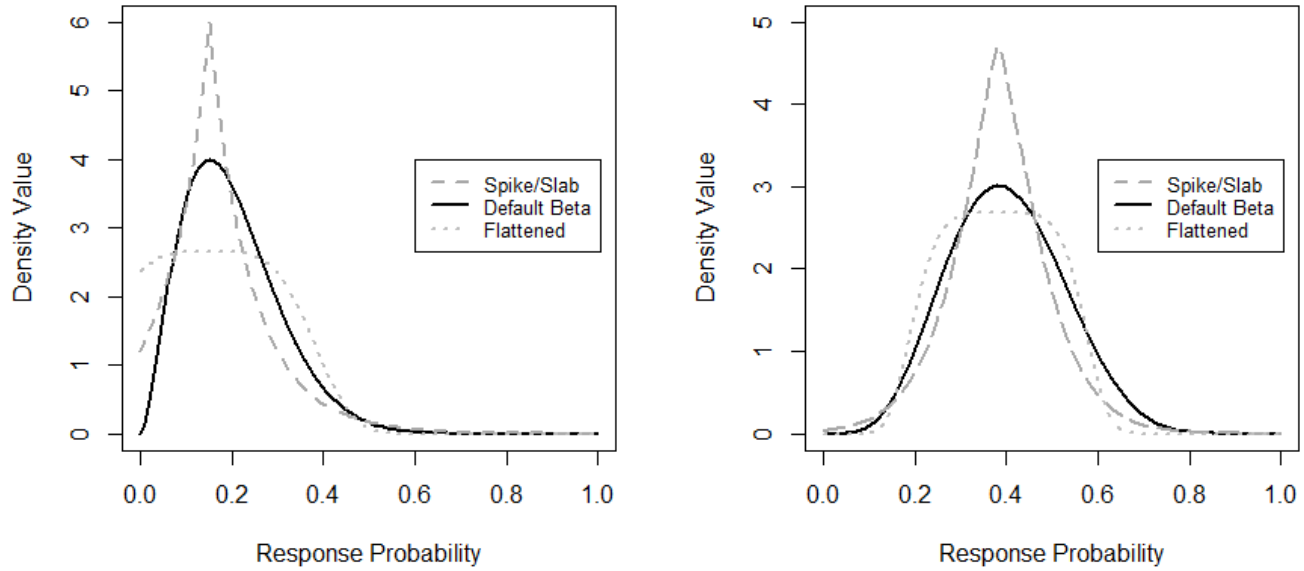 Density Value
6
5
4
3
2
1
0
Spike/Slab
Default Beta
Flattened
0.0 0.2 0.4 0.6 0.8 1.0
Response Probability
Density Value
5
4
3
2
1
0
Spike/Slab
Default Beta
Flattened
0.0 0.2 0.4 0.6 0.8 1.0
Response Probability